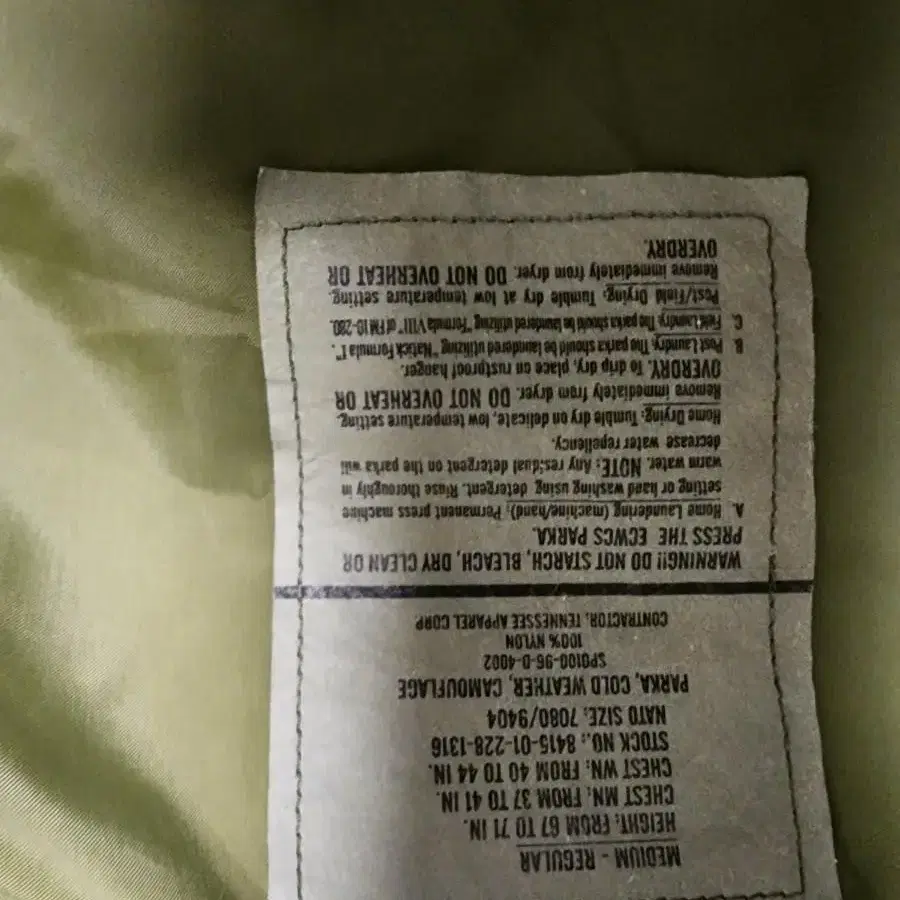 MEDIUM - REGULAR
HEIGHT: FROM 67 TO 71 IN.
CHEST MN: FROM 37 TO 41 IN.
CHEST WN: FROM 40 TO 44 IN.
STOCK NO.: 8415-01-228-1316
NATO SIZE: 7080/9404
PARKA, COLD WEATHER, CAMOUFLAGE
SPO100-96-D-4002
100% NYLON
CONTRACTOR, TENNESSEE APPAREL CORP
WARNING!! DO NOT STARCH, BLEACH, DRY CLEAN OR
PRESS THE ECWCS PARKA.
A. Home Laundering (machine/hand); Permanent press machine
setting or hand washing using detergent. Rinse thoroughly in
warm water. NOTE: Any residual detergent on the parka will
decrease water repellency.
Home Drying: Tumble dry on delicate, low temperature setting.
Remove immediately from dryer. DO NOT OVERHEAT OR
OVERDRY. To drip dry, place on rustproof hanger.
B. Post Laundry, The parka should be laundered utilizing "Natick Formula I".
C. Field Laundry, The parka should be laundered utilizing "Formula VIII" of FM 10-280.
Post/Field Drying: Tumble dry at low temperature setting.
Remove immediately from dryer. DO NOT OVERHEAT OR
OVERDRY.